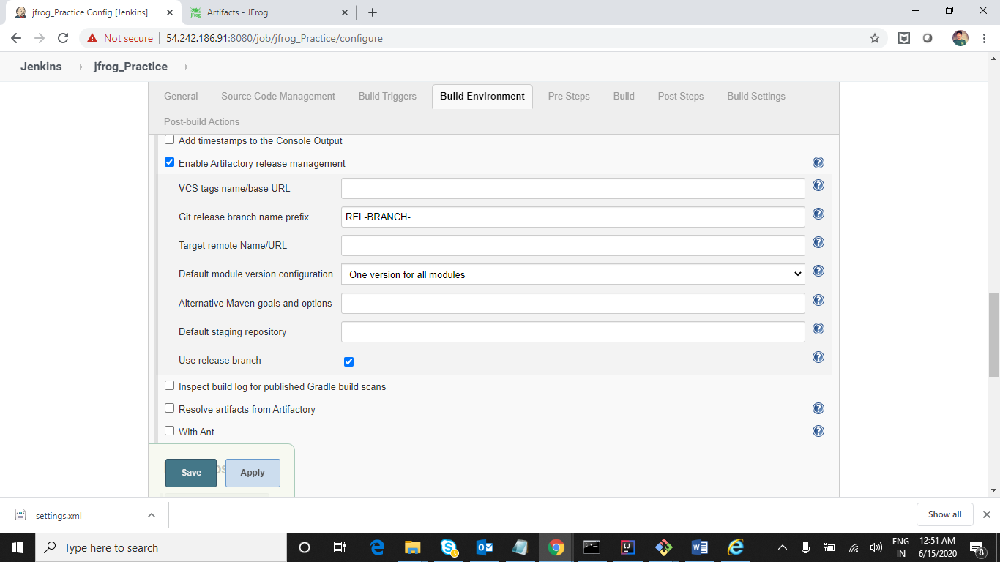 jfrog_Practice Config [Jenkins]
Artifacts - JFrog
Not secure
54.242.186.91:8080/job/jfrog_Practice/configure
Jenkins
jfrog_Practice
General Source Code Management Build Triggers Build Environment Pre Steps Build Post Steps Build Settings
Post-build Actions
Add timestamps to the Console Output
Enable Artifactory release management
VCS tags name/base URL
Git release branch name prefix REL-BRANCH-
Target remote Name/URL
Default module version configuration One version for all modules
Alternative Maven goals and options
Default staging repository
Use release branch
Inspect build log for published Gradle build scans
Resolve artifacts from Artifactory
With Ant
Save Apply
settings.xml
Show all
Type here to search
ENG 12:51 AM
IN 6/15/2020
8